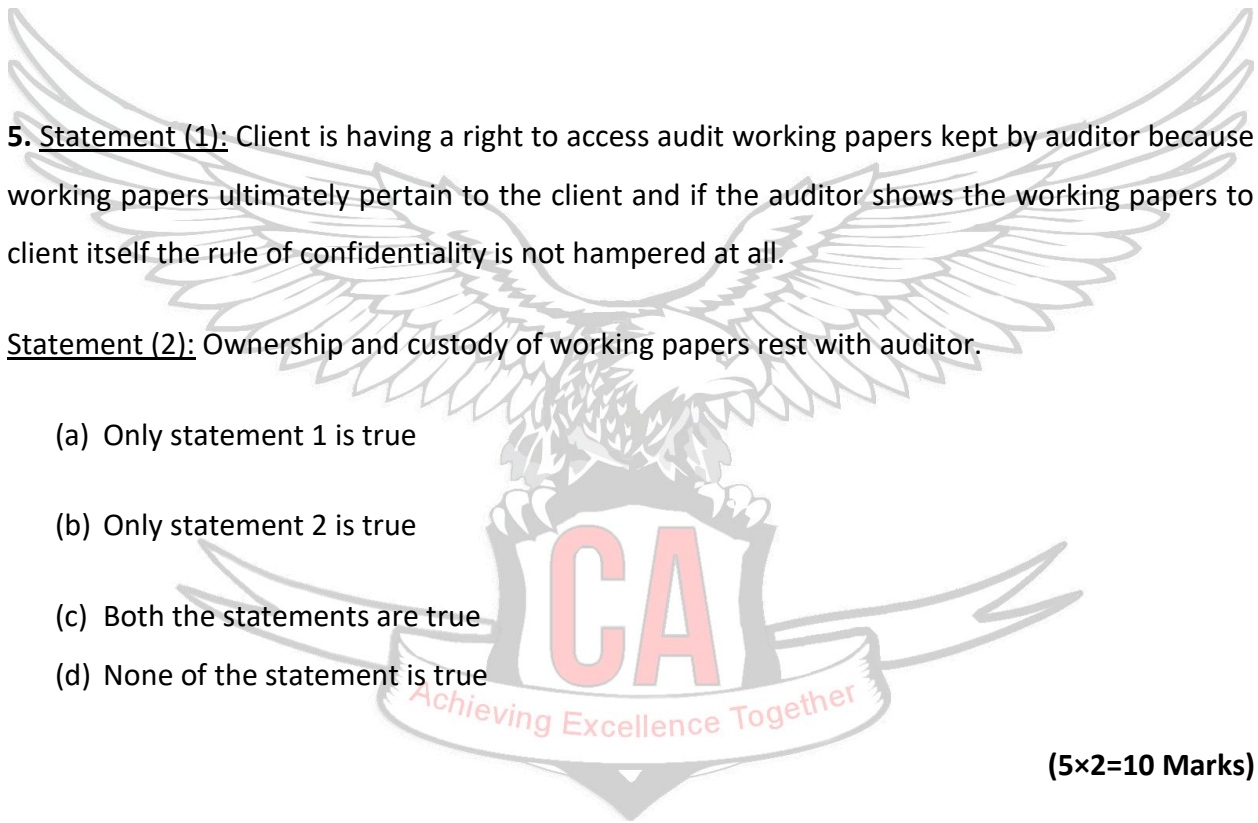 5. Statement (1): Client is having a right to access audit working papers kept by auditor because
working papers ultimately pertain to the client and if the auditor shows the working papers to
client itself the rule of confidentiality is not hampered at all.
Statement (2): Ownership and custody of working papers rest with auditor.
(a) Only statement 1 is true
(b) Only statement 2 is true
(c) Both the statements are true
(d) None of the statement is true
CA
Achieving Excellence Together
(5×2=10 Marks)